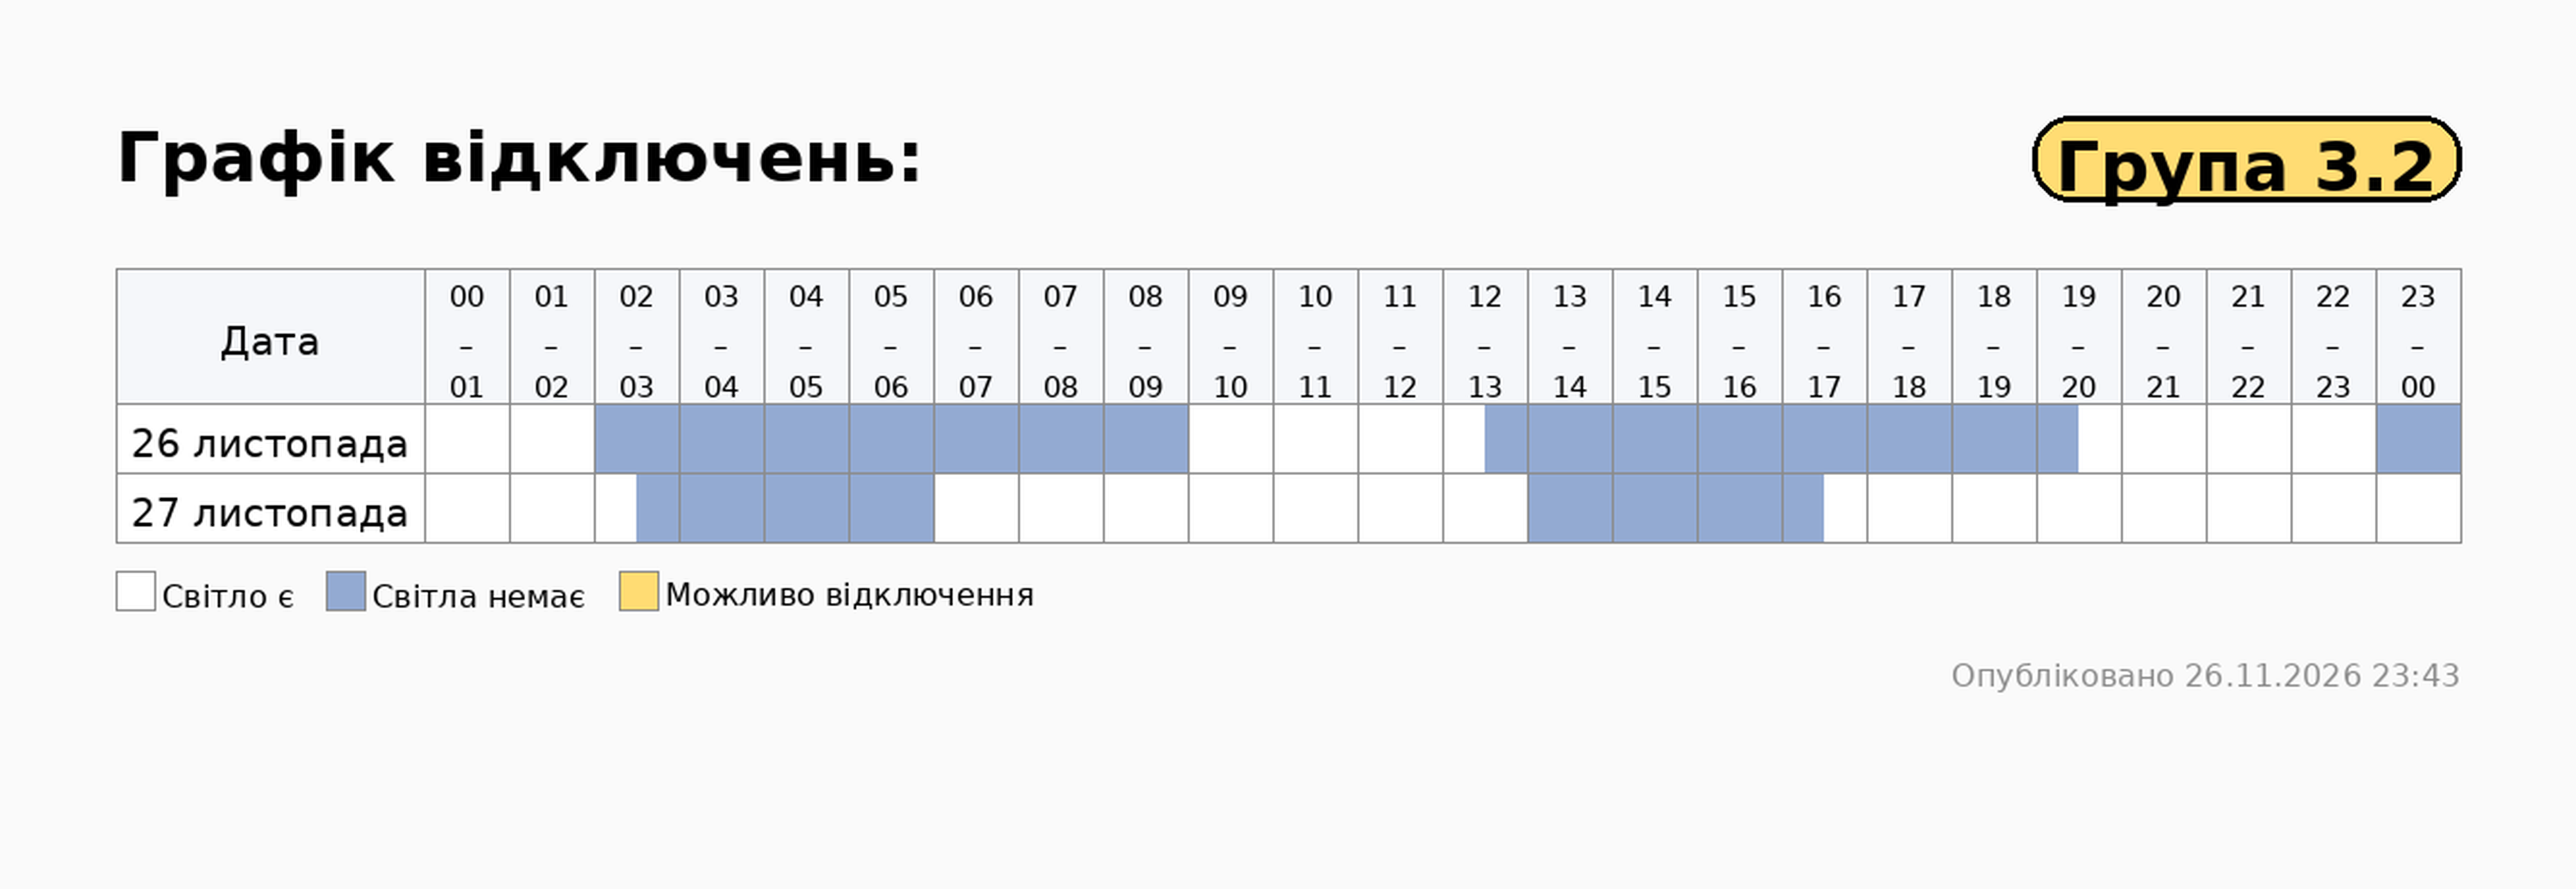 Графік відключень:
Група 3.2
Дата
00 – 01
01 – 02
02 – 03
03 – 04
04 – 05
05 – 06
06 – 07
07 – 08
08 – 09
09 – 10
10 – 11
11 – 12
12 – 13
13 – 14
14 – 15
15 – 16
16 – 17
17 – 18
18 – 19
19 – 20
20 – 21
21 – 22
22 – 23
23 – 00
26 листопада
27 листопада
Світло є
Світла немає
Можливо відключення
Опубліковано 26.11.2026 23:43